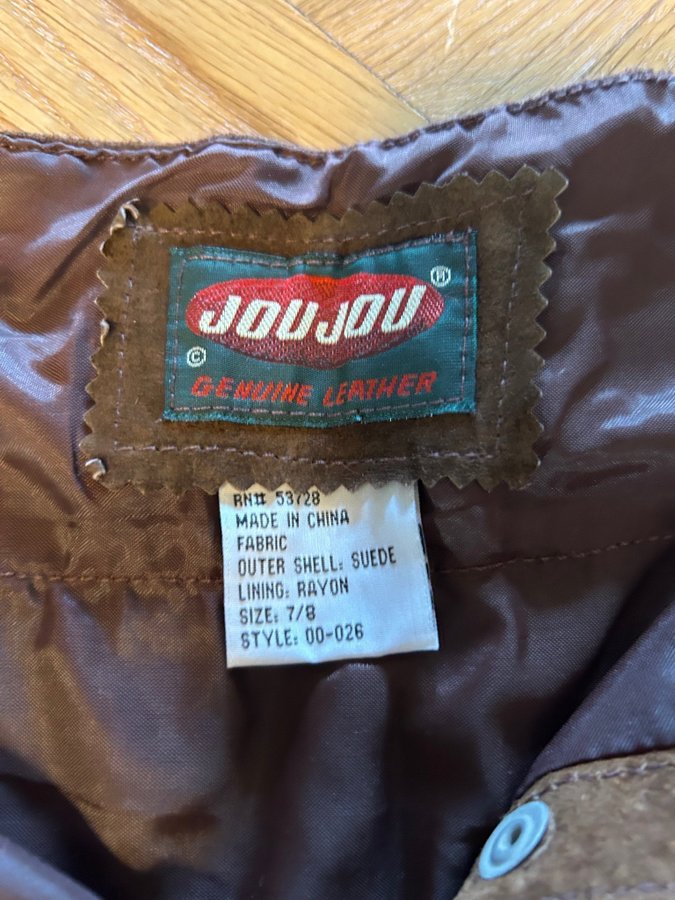 JOUJOU ®
©
GENUINE LEATHER
RN# 53728
MADE IN CHINA
FABRIC
OUTER SHELL: SUEDE
LINING: RAYON
SIZE: 7/8
STYLE: 00-026